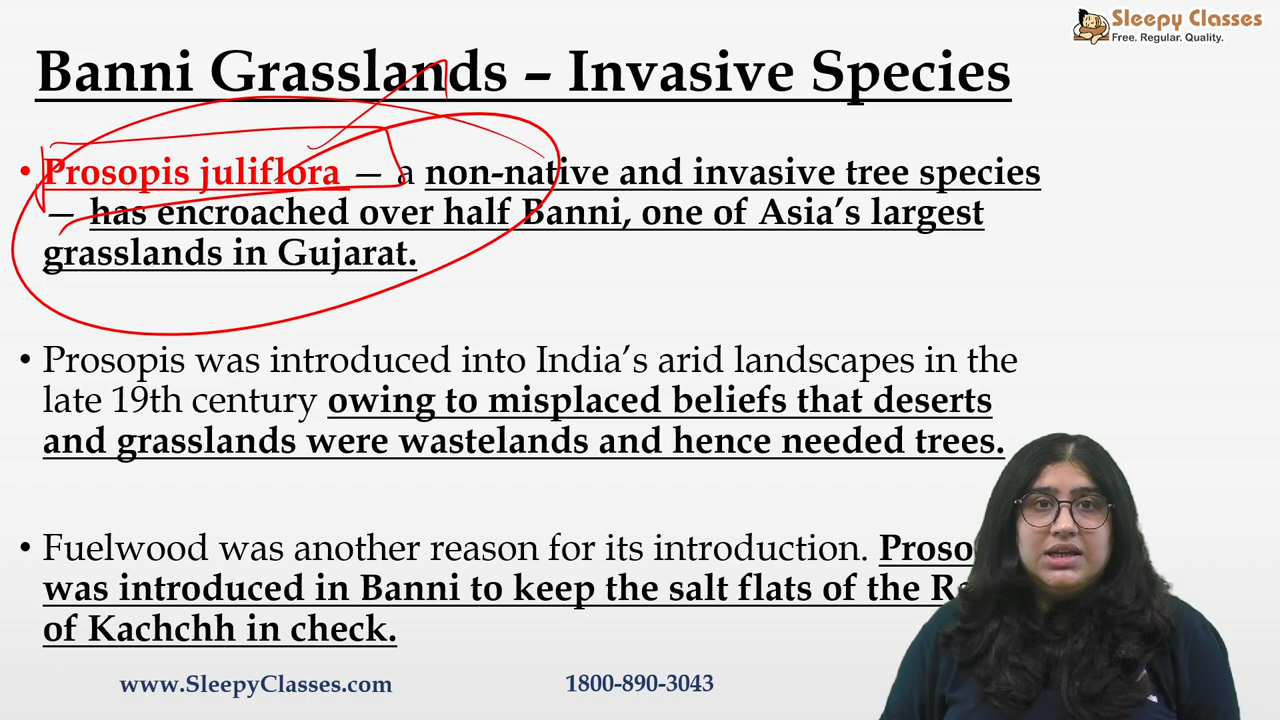 Sleepy Classes
Free. Regular. Quality.
Banni Grasslands – Invasive Species
• Prosopis juliflora — a non-native and invasive tree species
— has encroached over half Banni, one of Asia’s largest
grasslands in Gujarat.
• Prosopis was introduced into India’s arid landscapes in the
late 19th century owing to misplaced beliefs that deserts
and grasslands were wastelands and hence needed trees.
• Fuelwood was another reason for its introduction.
was introduced in Banni to keep the salt flats of the
of Kachchh in check.
www.SleepyClasses.com 1800-890-3043